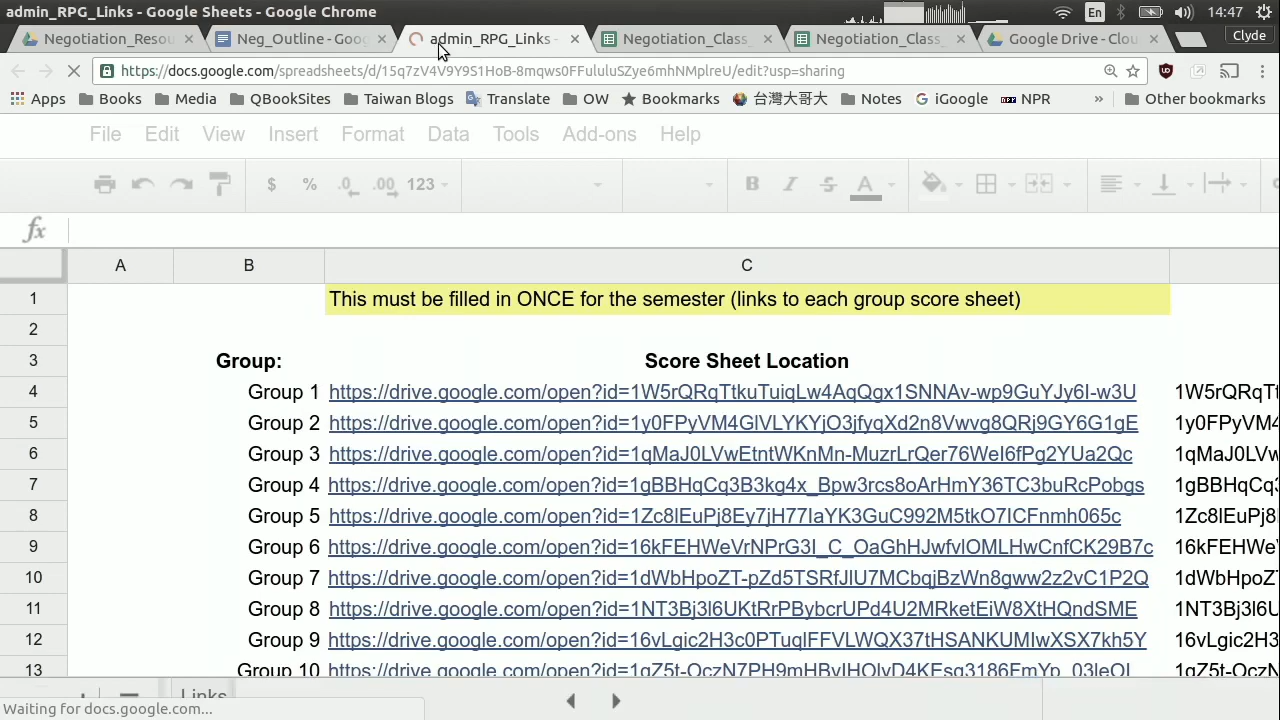 admin_RPG_Links - Google Sheets - Google Chrome
En 14:47
Negotiation_Resou Neg_Outline - Goog admin_RPG_Links - Negotiation_Class_ Negotiation_Class_ Google Drive - Clou Clyde
https://docs.google.com/spreadsheets/d/15q7zV4V9Y9S1HoB-8mqws0FFululuSZye6mhNMplreU/edit?usp=sharing
Apps Books Media QBookSites Taiwan Blogs Translate OW Bookmarks 台灣大哥大 Notes iGoogle NPR » Other bookmarks
File Edit View Insert Format Data Tools Add-ons Help
$ % .0 .00 123 B I S A
fx
A B C
1 This must be filled in ONCE for the semester (links to each group score sheet)
2
3 Group: Score Sheet Location
4 Group 1 https://drive.google.com/open?id=1W5rQRqTtkuTuiqLw4AqQgx1SNNAv-wp9GuYJy6I-w3U
5 Group 2 https://drive.google.com/open?id=1y0FPyVM4GlVLYKYjO3jfyqXd2n8Vwvg8QRj9GY6G1gE
6 Group 3 https://drive.google.com/open?id=1qMaJ0LVwEtntWKnMn-MuzrLrQer76WeI6fPg2YUa2Qc 1qMaJ0LVw
7 Group 4 https://drive.google.com/open?id=1gBBHqCq3B3kg4x_Bpw3rcs8oArHmY36TC3buRcPobgs
8 Group 5 https://drive.google.com/open?id=1Zc8lEuPj8Ey7jH77IaYK3GuC992M5tkO7ICFnmh065c
9 Group 6 https://drive.google.com/open?id=16kFEHWeVrNPrG3I_C_OaGhHJwfvlOMLHwCnfCK29B7c
10 Group 7 https://drive.google.com/open?id=1dWbHpoZT-pZd5TSRfJlU7MCbqjBzWn8gww2z2vC1P2Q
11 Group 8 https://drive.google.com/open?id=1NT3Bj3l6UKtRrPBybcrUPd4U2MRketEiW8XtHQndSME
12 Group 9 https://drive.google.com/open?id=16vLgic2H3c0PTuqlFFVLWQX37tHSANKUMIwXSX7kh5Y
13 Group 10
Links
Waiting for docs.google.com...